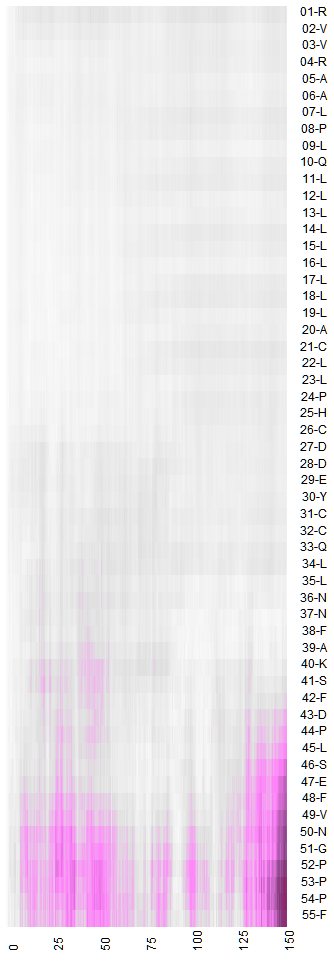 01-R
02-V
03-V
04-R
05-A
06-A
07-L
08-P
09-L
10-Q
11-L
12-L
13-L
14-L
15-L
16-L
17-L
18-L
19-L
20-A
21-C
22-L
23-L
24-P
25-H
26-C
27-D
28-D
29-E
30-Y
31-C
32-C
33-Q
34-L
35-L
36-N
37-N
38-F
39-A
40-K
41-S
42-F
43-D
44-P
45-L
46-S
47-E
48-F
49-V
50-N
51-G
52-P
53-P
54-P
55-F
0 25 50 75 100 125 150